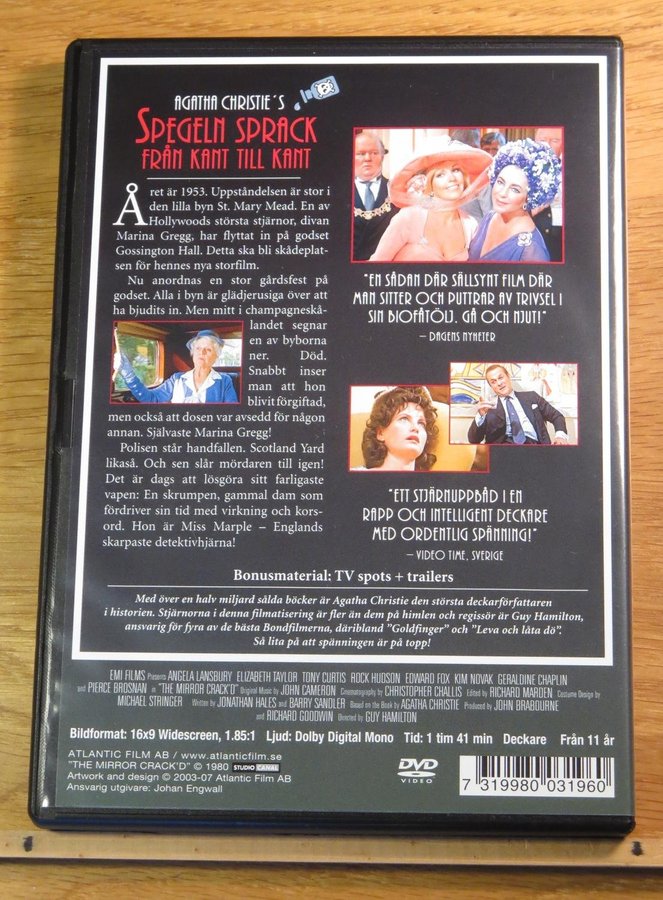 AGATHA CHRISTIE´S
SPEGELN SPRACK
FRÅN KANT TILL KANT
Året är 1953. Uppståndelsen är stor i
den lilla byn St. Mary Mead. En av
Hollywoods största stjärnor, divan
Marina Gregg, har flyttat in på godset
Gossington Hall. Detta ska bli skådeplat-
sen för hennes nya storfilm.
Nu anordnas en stor gårdsfest på
godset. Alla i byn är glädjerusiga över att
ha bjudits in. Men mitt i champagneskå-
landet segnar
en av byborna
ner. Död.
Snabbt inser
man att hon
blivit förgiftad,
men också att dosen var avsedd för någon
annan. Självaste Marina Gregg!
Polisen står handfallen. Scotland Yard
likaså. Och sen slår mördaren till igen!
Det är dags att lösgöra sitt farligaste
vapen: En skrumpen, gammal dam som
fördriver sin tid med virkning och kors-
ord. Hon är Miss Marple – Englands
skarpaste detektivhjärna!
"EN SÅDAN DÄR SÄLLSYNT FILM DÄR
MAN SITTER OCH PUTTRAR AV TRIVSEL I
SIN BIOFÅTÖLJ. GÅ OCH NJUT!"
– DAGENS NYHETER
"ETT STJÄRNUPPBÅD I EN
RAPP OCH INTELLIGENT DECKARE
MED ORDENTLIG SPÄNNING!"
– VIDEO TIME, SVERIGE
Bonusmaterial: TV spots + trailers
Med över en halv miljard sålda böcker är Agatha Christie den största deckarförfattaren
i historien. Stjärnorna i denna filmatisering är fler än dem på himlen och regissör är Guy Hamilton,
ansvarig för fyra av de bästa Bondfilmerna, däribland "Goldfinger" och "Leva och låta dö".
Så lita på att spänningen är på topp!
EMI FILMS Presents ANGELA LANSBURY ELIZABETH TAYLOR TONY CURTIS ROCK HUDSON EDWARD FOX KIM NOVAK GERALDINE CHAPLIN
and PIERCE BROSNAN in "THE MIRROR CRACK'D" Original Music by JOHN CAMERON Cinematography by CHRISTOPHER CHALLIS Edited by RICHARD MARDEN Costume Design by
MICHAEL STRINGER Written by JONATHAN HALES and BARRY SANDLER Based on the Book by AGATHA CHRISTIE Produced by JOHN BRABOURNE
and RICHARD GOODWIN Directed by GUY HAMILTON
Bildformat: 16x9 Widescreen, 1.85:1 Ljud: Dolby Digital Mono Tid: 1 tim 41 min Deckare Från 11 år
ATLANTIC FILM AB / www.atlanticfilm.se
"THE MIRROR CRACK'D" © 1980 STUDIO CANAL
Artwork and design © 2003-07 Atlantic Film AB
Ansvarig utgivare: Johan Engwall
DVD
VIDEO
7 319980 031960